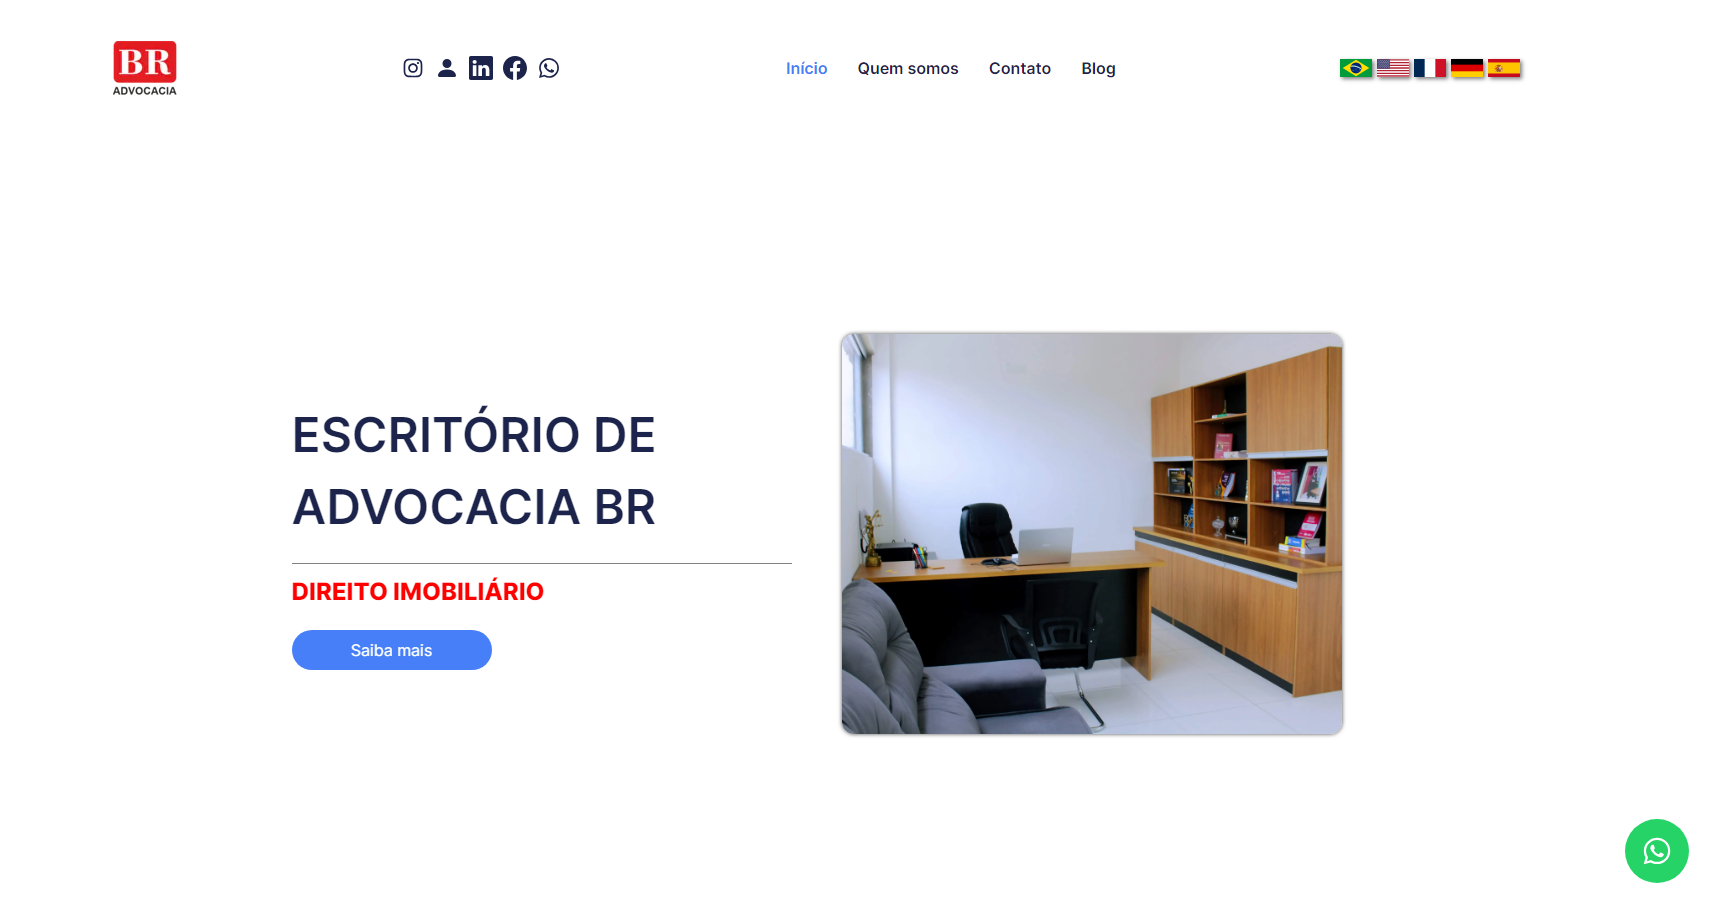 BR
ADVOCACIA
Início
Quem somos
Contato
Blog
ESCRITÓRIO DE
ADVOCACIA BR
DIREITO IMOBILIÁRIO
Saiba mais